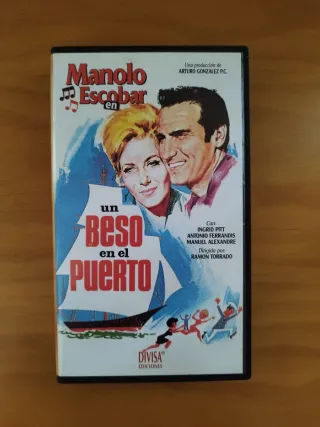 Manolo
Escobar
en
Una producción de
ARTURO GONZALEZ P.C.
un
BESO
en el
PUERTO
Con
INGRID PITT
ANTONIO FERRANDIS
MANUEL ALEXANDRE
Dirigida por
RAMON TORRADO
DIVISA
EDICIONES